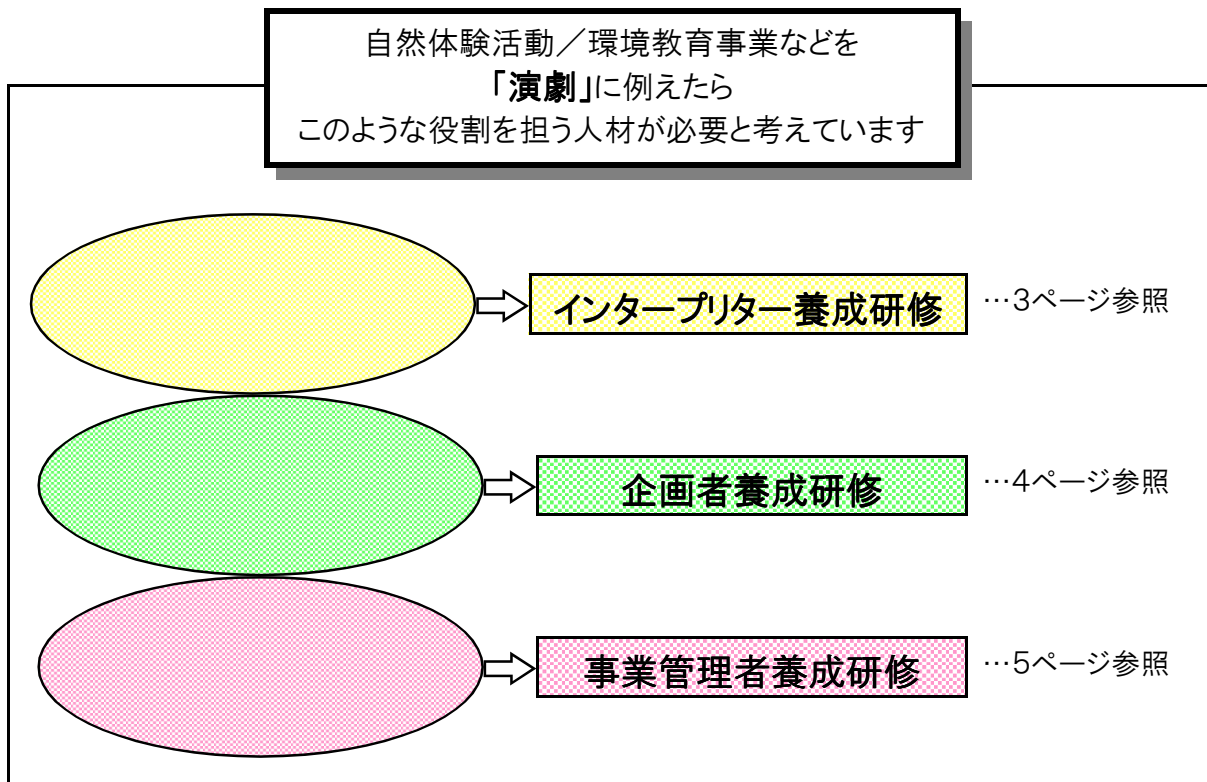 自然体験活動／環境教育事業などを
「演劇」に例えたら
このような役割を担う人材が必要と考えています
インタープリター養成研修 …3ページ参照
企画者養成研修 …4ページ参照
事業管理者養成研修 …5ページ参照